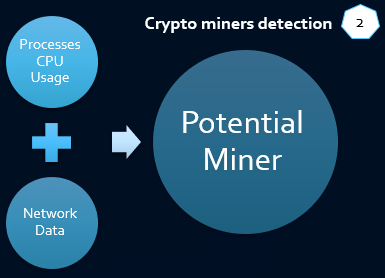 Crypto miners detection
2
Processes
CPU
Usage
Potential
Miner
Network
Data